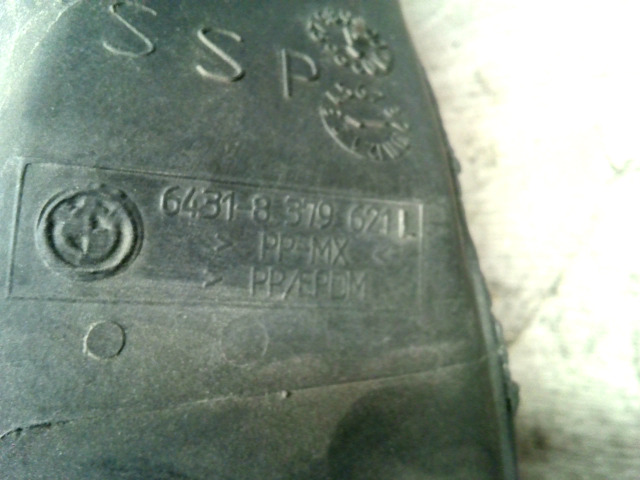 S S P
6431-8 379 621 L
> PP-MX <
> PP/EPDM